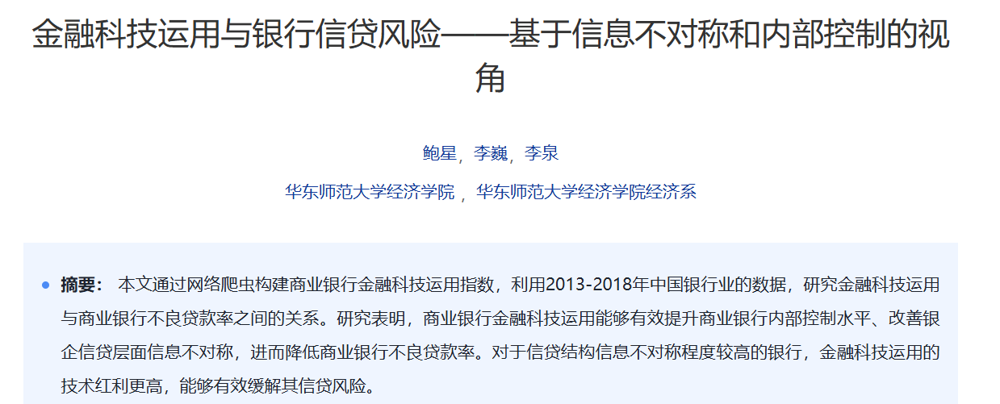 金融科技运用与银行信贷风险——基于信息不对称和内部控制的视
角
鲍星，李巍，李泉
华东师范大学经济学院，华东师范大学经济学院经济系
摘要： 本文通过网络爬虫构建商业银行金融科技运用指数，利用2013-2018年中国银行业的数据，研究金融科技运用
与商业银行不良贷款率之间的关系。研究表明，商业银行金融科技运用能够有效提升商业银行内部控制水平、改善银
企信贷层面信息不对称，进而降低商业银行不良贷款率。对于信贷结构信息不对称程度较高的银行，金融科技运用的
技术红利更高，能够有效缓解其信贷风险。